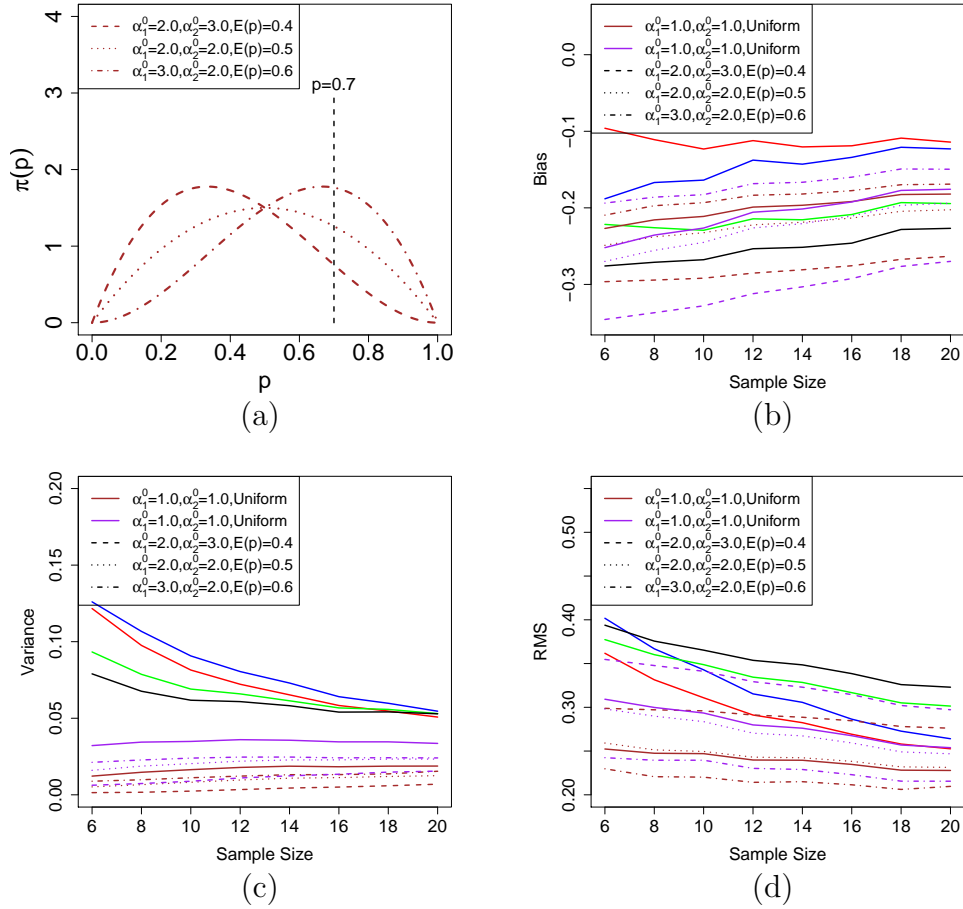 α₁⁰=2.0,α₂⁰=3.0,E(p)=0.4
α₁⁰=2.0,α₂⁰=2.0,E(p)=0.5
α₁⁰=3.0,α₂⁰=2.0,E(p)=0.6
p=0.7
π(p)
4
3
2
1
0
0.0 0.2 0.4 0.6 0.8 1.0
p
(a)
α₁⁰=1.0,α₂⁰=1.0,Uniform
α₁⁰=1.0,α₂⁰=1.0,Uniform
α₁⁰=2.0,α₂⁰=3.0,E(p)=0.4
α₁⁰=2.0,α₂⁰=2.0,E(p)=0.5
α₁⁰=3.0,α₂⁰=2.0,E(p)=0.6
Bias
0.0
−0.1
−0.2
−0.3
6 8 10 12 14 16 18 20
Sample Size
(b)
α₁⁰=1.0,α₂⁰=1.0,Uniform
α₁⁰=1.0,α₂⁰=1.0,Uniform
α₁⁰=2.0,α₂⁰=3.0,E(p)=0.4
α₁⁰=2.0,α₂⁰=2.0,E(p)=0.5
α₁⁰=3.0,α₂⁰=2.0,E(p)=0.6
Variance
0.20
0.15
0.10
0.05
0.00
6 8 10 12 14 16 18 20
Sample Size
(c)
α₁⁰=1.0,α₂⁰=1.0,Uniform
α₁⁰=1.0,α₂⁰=1.0,Uniform
α₁⁰=2.0,α₂⁰=3.0,E(p)=0.4
α₁⁰=2.0,α₂⁰=2.0,E(p)=0.5
α₁⁰=3.0,α₂⁰=2.0,E(p)=0.6
RMS
0.50
0.40
0.30
0.20
6 8 10 12 14 16 18 20
Sample Size
(d)